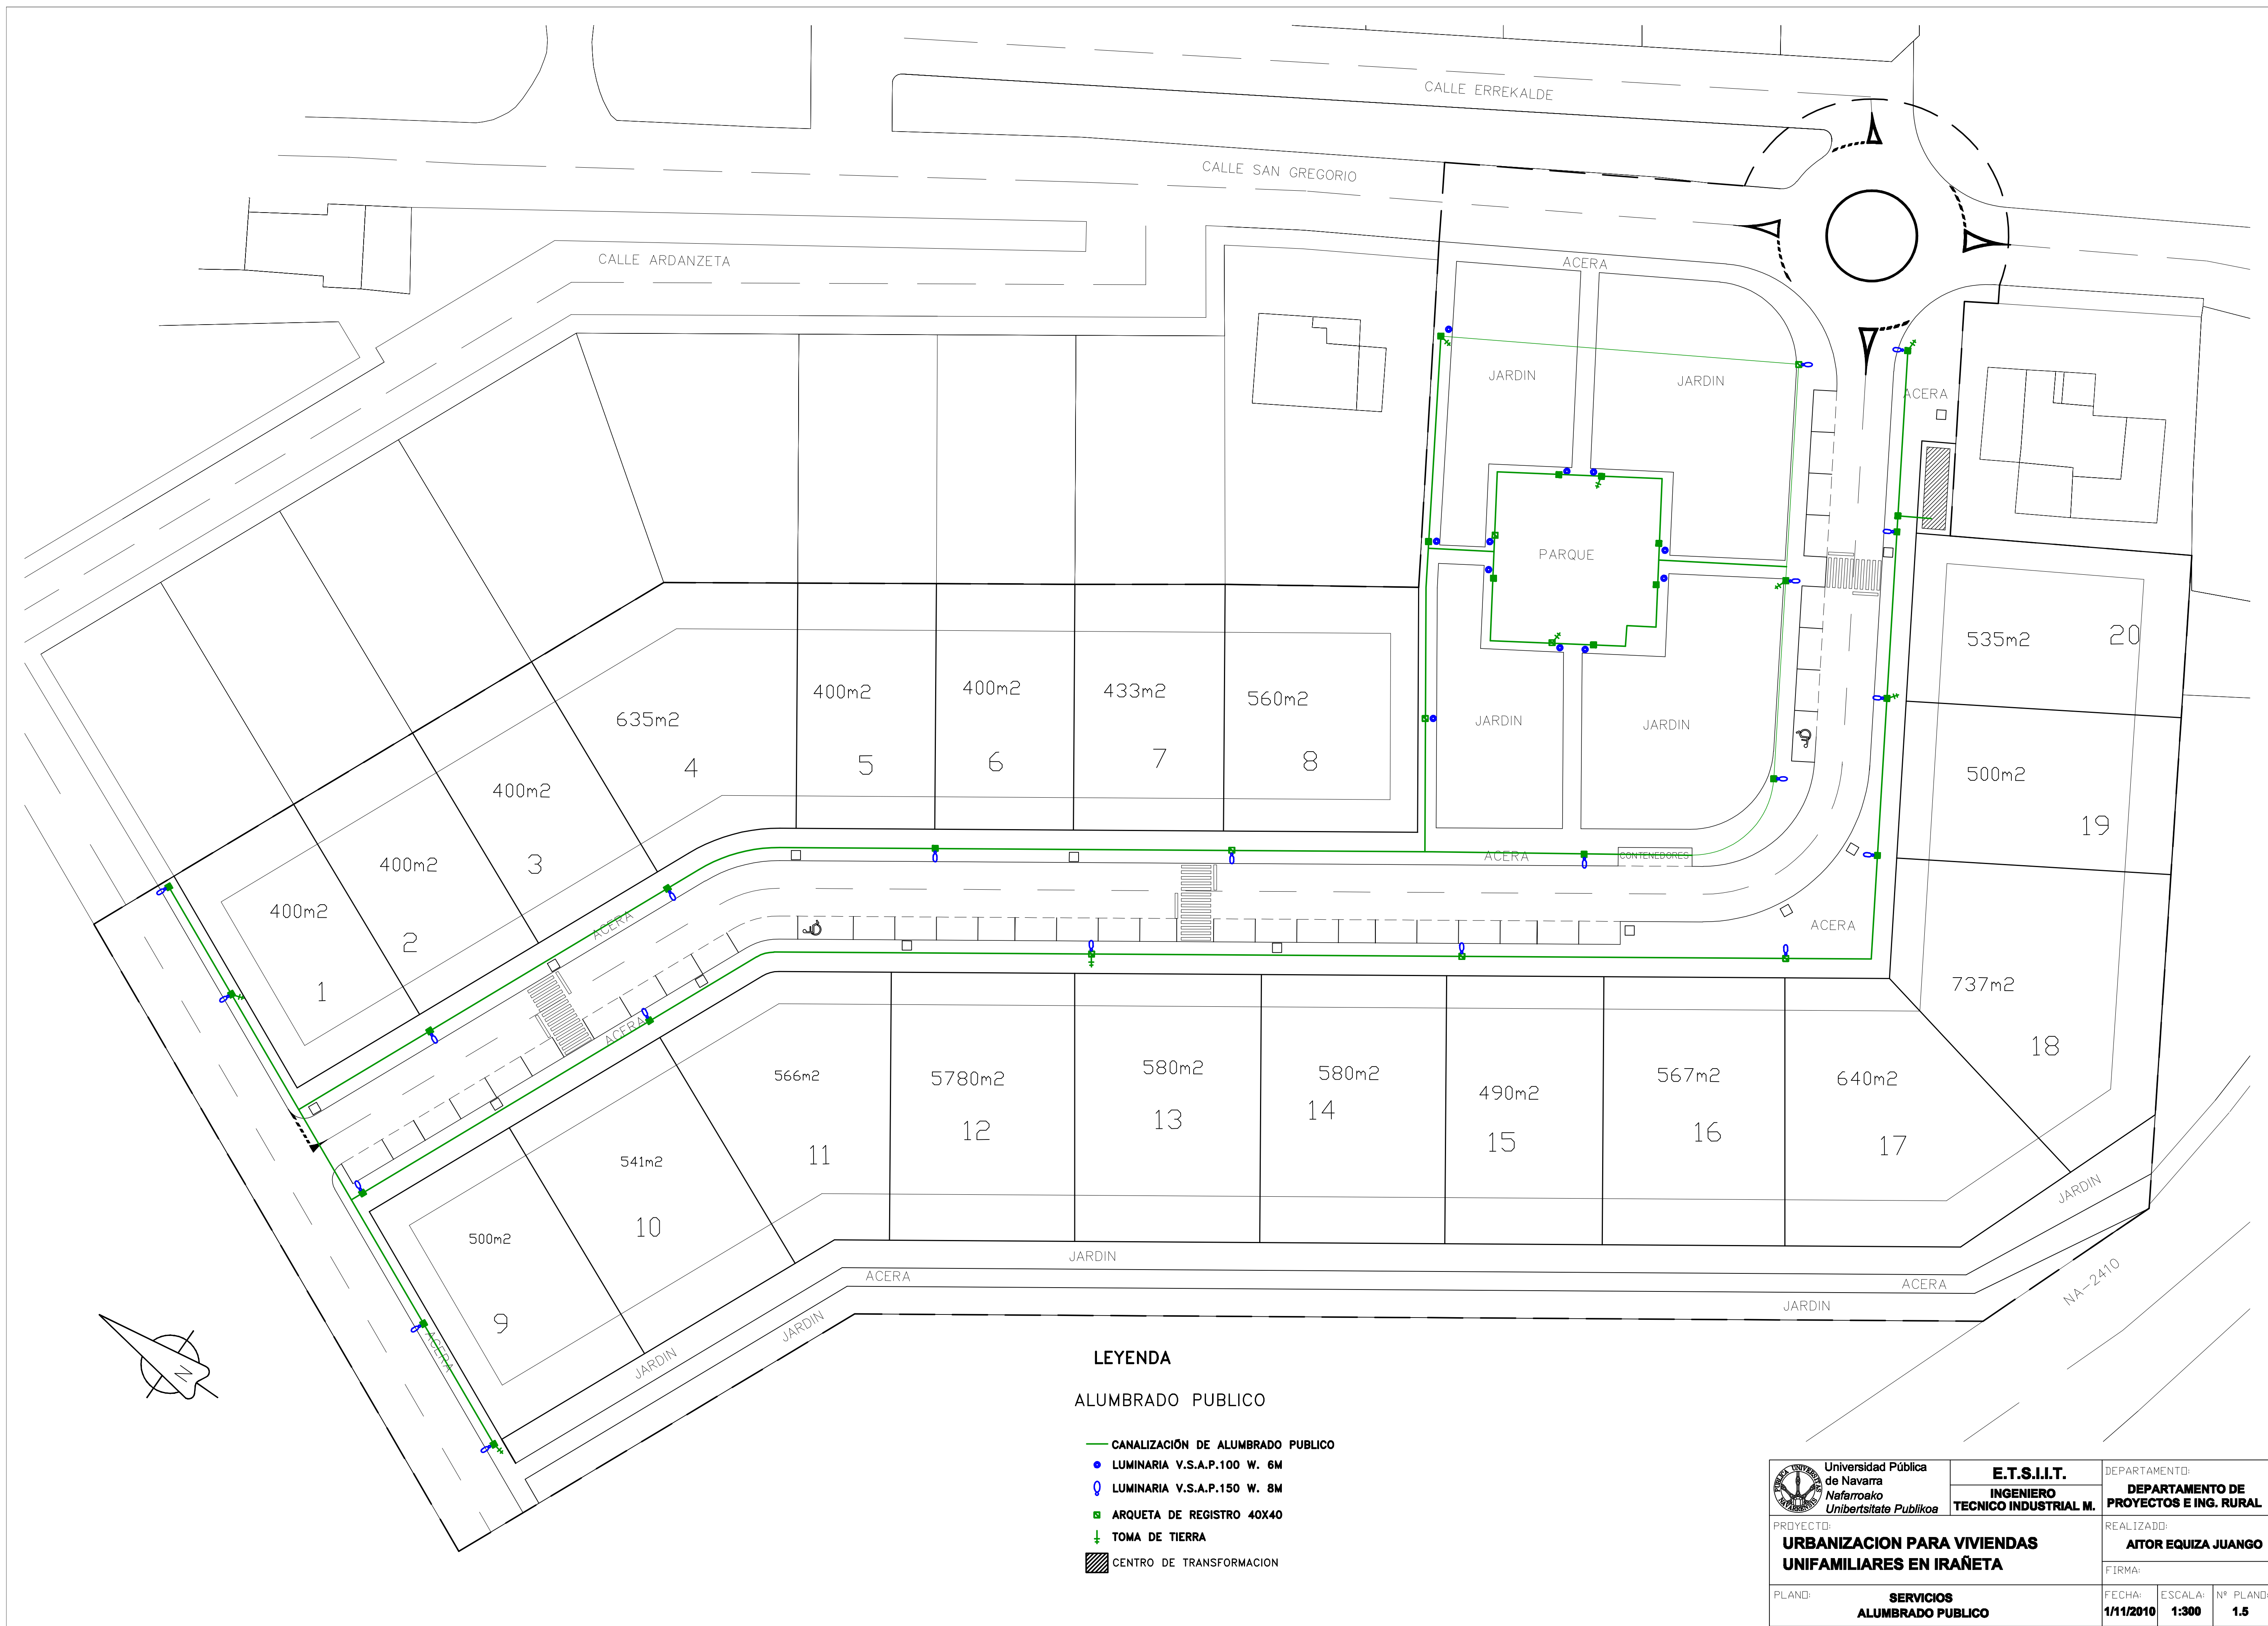 CALLE ERREKALDE
CALLE SAN GREGORIO
CALLE ARDANZETA
ACERA
JARDIN
JARDIN
ACERA
PARQUE
JARDIN
JARDIN
ACERA
CONTENEDORES
ACERA
ACERA
ACERA
ACERA
400m2
1
400m2
2
400m2
3
635m2
4
400m2
5
400m2
6
433m2
7
560m2
8
500m2
9
541m2
10
566m2
11
5780m2
12
580m2
13
580m2
14
490m2
15
567m2
16
640m2
17
737m2
18
500m2
19
535m2
20
JARDIN
JARDIN
ACERA
JARDIN
JARDIN
ACERA
JARDIN
NA-2410
N
LEYENDA
ALUMBRADO PUBLICO
CANALIZACIÓN DE ALUMBRADO PUBLICO
LUMINARIA V.S.A.P.100 W. 6M
LUMINARIA V.S.A.P.150 W. 8M
ARQUETA DE REGISTRO 40X40
TOMA DE TIERRA
CENTRO DE TRANSFORMACION
Universidad Pública
de Navarra
Nafarroako
Unibertsitate Publikoa
E.T.S.I.I.T.
INGENIERO
TECNICO INDUSTRIAL M.
DEPARTAMENTO:
DEPARTAMENTO DE
PROYECTOS E ING. RURAL
PROYECTO:
URBANIZACION PARA VIVIENDAS
UNIFAMILIARES EN IRAÑETA
REALIZADO:
AITOR EQUIZA JUANGO
FIRMA:
PLANO:
SERVICIOS
ALUMBRADO PUBLICO
FECHA:
1/11/2010
ESCALA:
1:300
Nº PLANO:
1.5